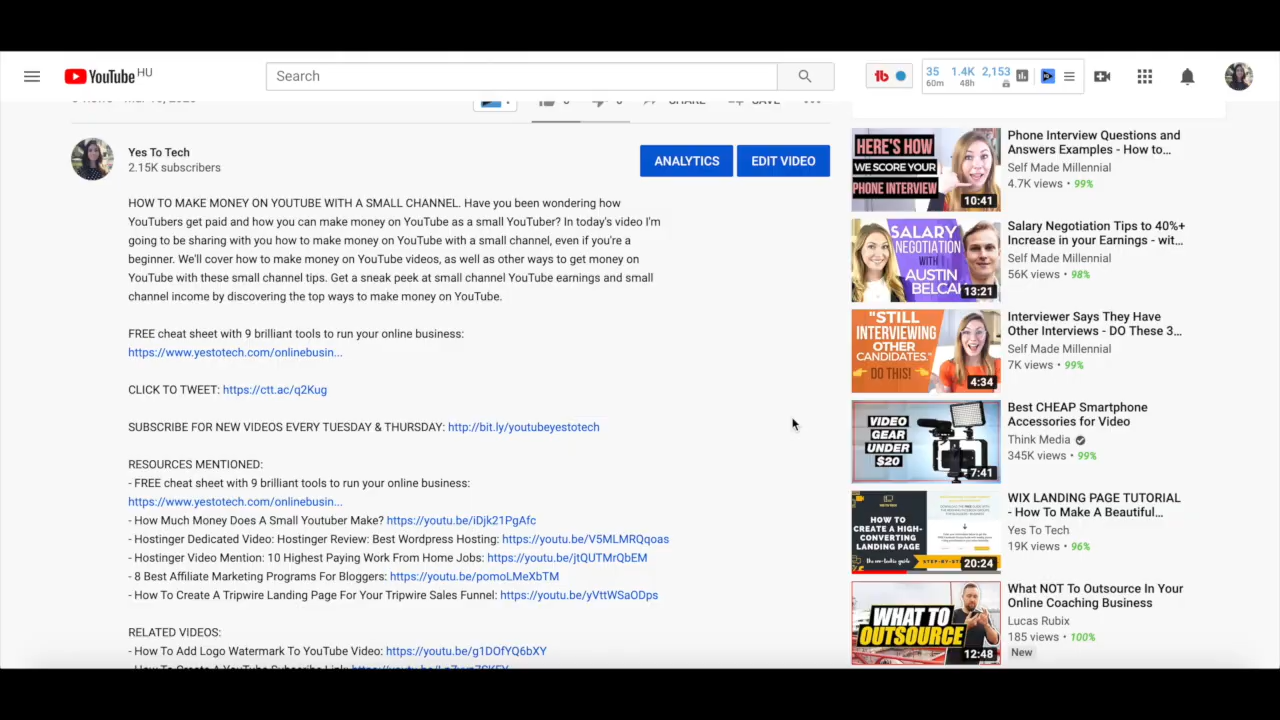 YouTube HU
Search
35 1.4K 2,153
60m 48h
SHARE
SAVE
Yes To Tech
2.15K subscribers
ANALYTICS
EDIT VIDEO
HOW TO MAKE MONEY ON YOUTUBE WITH A SMALL CHANNEL. Have you been wondering how
YouTubers get paid and how you can make money on YouTube as a small YouTuber? In today's video I'm
going to be sharing with you how to make money on YouTube with a small channel, even if you're a
beginner. We'll cover how to make money on YouTube videos, as well as other ways to get money on
YouTube with these small channel tips. Get a sneak peek at small channel YouTube earnings and small
channel income by discovering the top ways to make money on YouTube.
FREE cheat sheet with 9 brilliant tools to run your online business:
https://www.yestotech.com/onlinebusin...
CLICK TO TWEET: https://ctt.ac/q2Kug
SUBSCRIBE FOR NEW VIDEOS EVERY TUESDAY & THURSDAY: http://bit.ly/youtubeyestotech
RESOURCES MENTIONED:
- FREE cheat sheet with 9 brilliant tools to run your online business:
https://www.yestotech.com/onlinebusin...
- How Much Money Does A Small Youtuber Make? https://youtu.be/iDjk21PgAfo
- Hostinger Dedicated Video Hostinger Review: Best Wordpress Hosting: https://youtu.be/V5MLMRQqoas
- Hostinger Video Mention Highest Paying Work From Home Jobs: https://youtu.be/jtQUTMrQbEM
- 8 Best Affiliate Marketing Programs For Bloggers: https://youtu.be/pomoLMeXbTM
- How To Create A Tripwire Landing Page For Your Tripwire Sales Funnel: https://youtu.be/yVttWSaODps
RELATED VIDEOS:
- How To Add Logo Watermark To YouTube Video: https://youtu.be/g1DOfYQ6bXY
HERE'S HOW
WE SCORE YOUR
PHONE INTERVIEW
10:41
Phone Interview Questions and
Answers Examples - How to...
Self Made Millennial
4.7K views • 99%
SALARY
NEGOTIATION
WITH
AUSTIN
BELCA
13:21
Salary Negotiation Tips to 40%+
Increase in your Earnings - wit...
Self Made Millennial
56K views • 98%
"STILL
INTERVIEWING
OTHER
CANDIDATES."
DO THIS!
4:34
Interviewer Says They Have
Other Interviews - DO These 3...
Self Made Millennial
7K views • 99%
VIDEO
GEAR
UNDER
$20
7:41
Best CHEAP Smartphone
Accessories for Video
Think Media
345K views • 99%
HOW TO
CREATE A HIGH-
CONVERTING
LANDING PAGE
20:24
WIX LANDING PAGE TUTORIAL
- How To Make A Beautiful...
Yes To Tech
19K views • 96%
WHAT TO
OUTSOURCE
12:48
What NOT To Outsource In Your
Online Coaching Business
Lucas Rubix
185 views • 100%
New